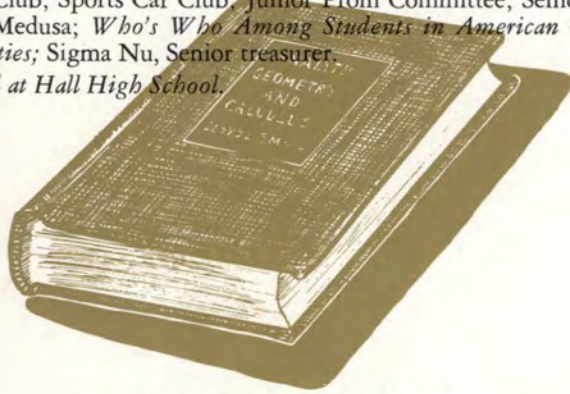 Club; Sports Car Club; Junior Prom Committee; Senior
Medusa; Who's Who Among Students in American
ties; Sigma Nu, Senior treasurer.
at Hall High School.
GEOMETRY
AND
CALCULUS